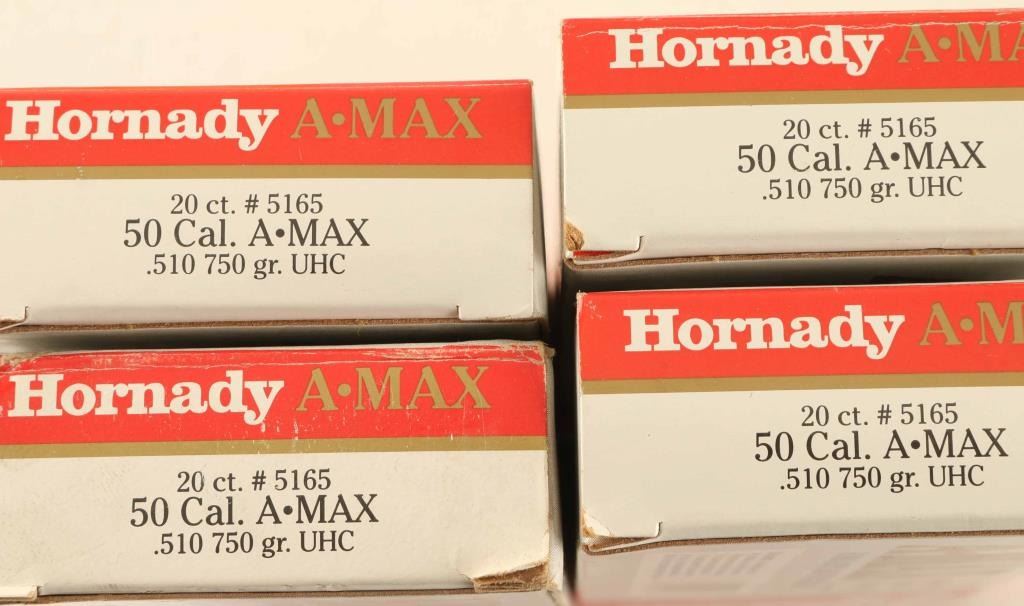 Hornady A•MAX
20 ct. # 5165
50 Cal. A•MAX
.510 750 gr. UHC
Hornady A•MA
20 ct. # 5165
50 Cal. A•MAX
.510 750 gr. UHC
Hornady A•MAX
20 ct. # 5165
50 Cal. A•MAX
.510 750 gr. UHC
Hornady A•M
20 ct. # 5165
50 Cal. A•MAX
.510 750 gr. UHC